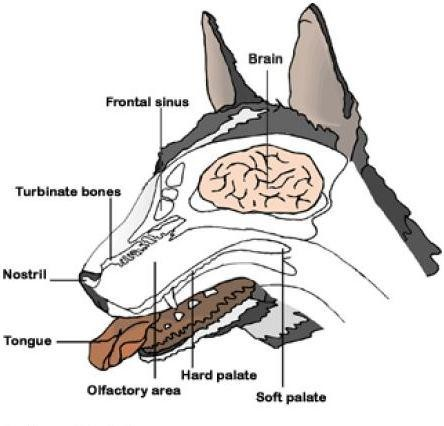 Brain
Frontal sinus
Turbinate bones
Nostril
Tongue
Olfactory area
Hard palate
Soft palate